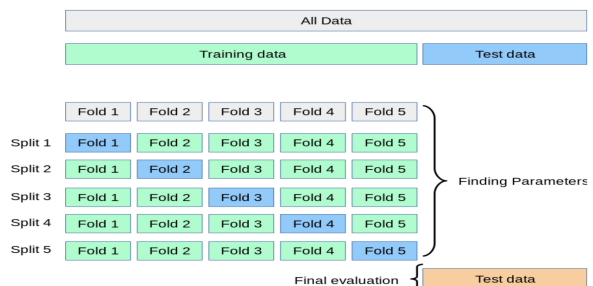 All Data
Training data Test data
Fold 1 Fold 2 Fold 3 Fold 4 Fold 5
Split 1 Fold 1 Fold 2 Fold 3 Fold 4 Fold 5
Split 2 Fold 1 Fold 2 Fold 3 Fold 4 Fold 5
Finding Parameters
Split 3 Fold 1 Fold 2 Fold 3 Fold 4 Fold 5
Split 4 Fold 1 Fold 2 Fold 3 Fold 4 Fold 5
Split 5 Fold 1 Fold 2 Fold 3 Fold 4 Fold 5
Final evaluation Test data